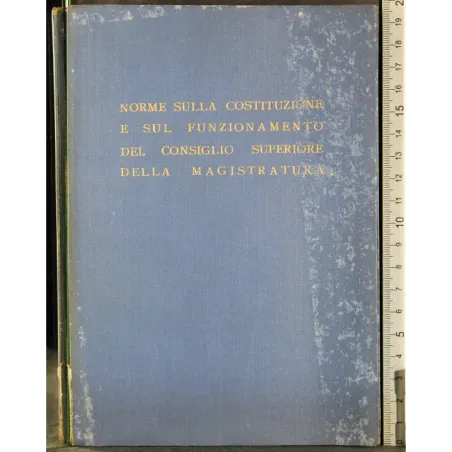 NORME SULLA COSTITUZIONE
E SUL FUNZIONAMENTO
DEL CONSIGLIO SUPERIORE
DELLA MAGISTRATURA